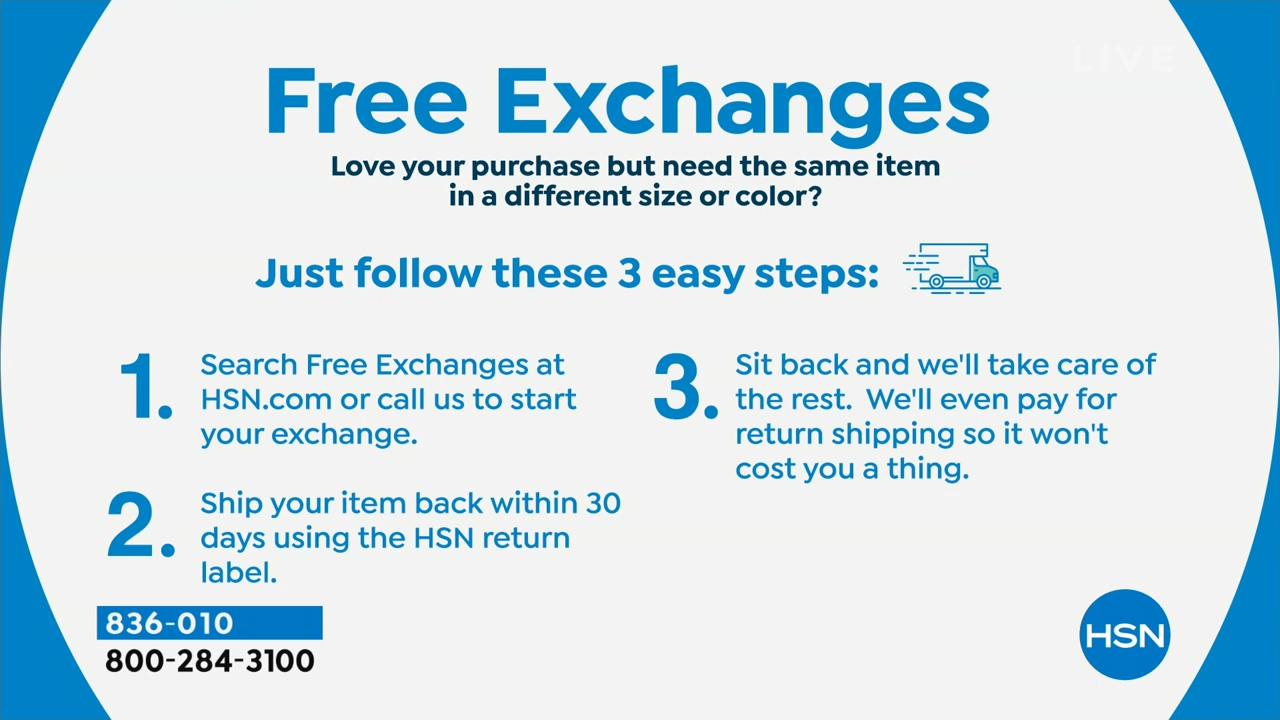 LIVE
Free Exchanges
Love your purchase but need the same item
in a different size or color?
Just follow these 3 easy steps:
1. Search Free Exchanges at
HSN.com or call us to start
your exchange.
2. Ship your item back within 30
days using the HSN return
label.
3. Sit back and we'll take care of
the rest. We'll even pay for
return shipping so it won't
cost you a thing.
836-010
800-284-3100
HSN